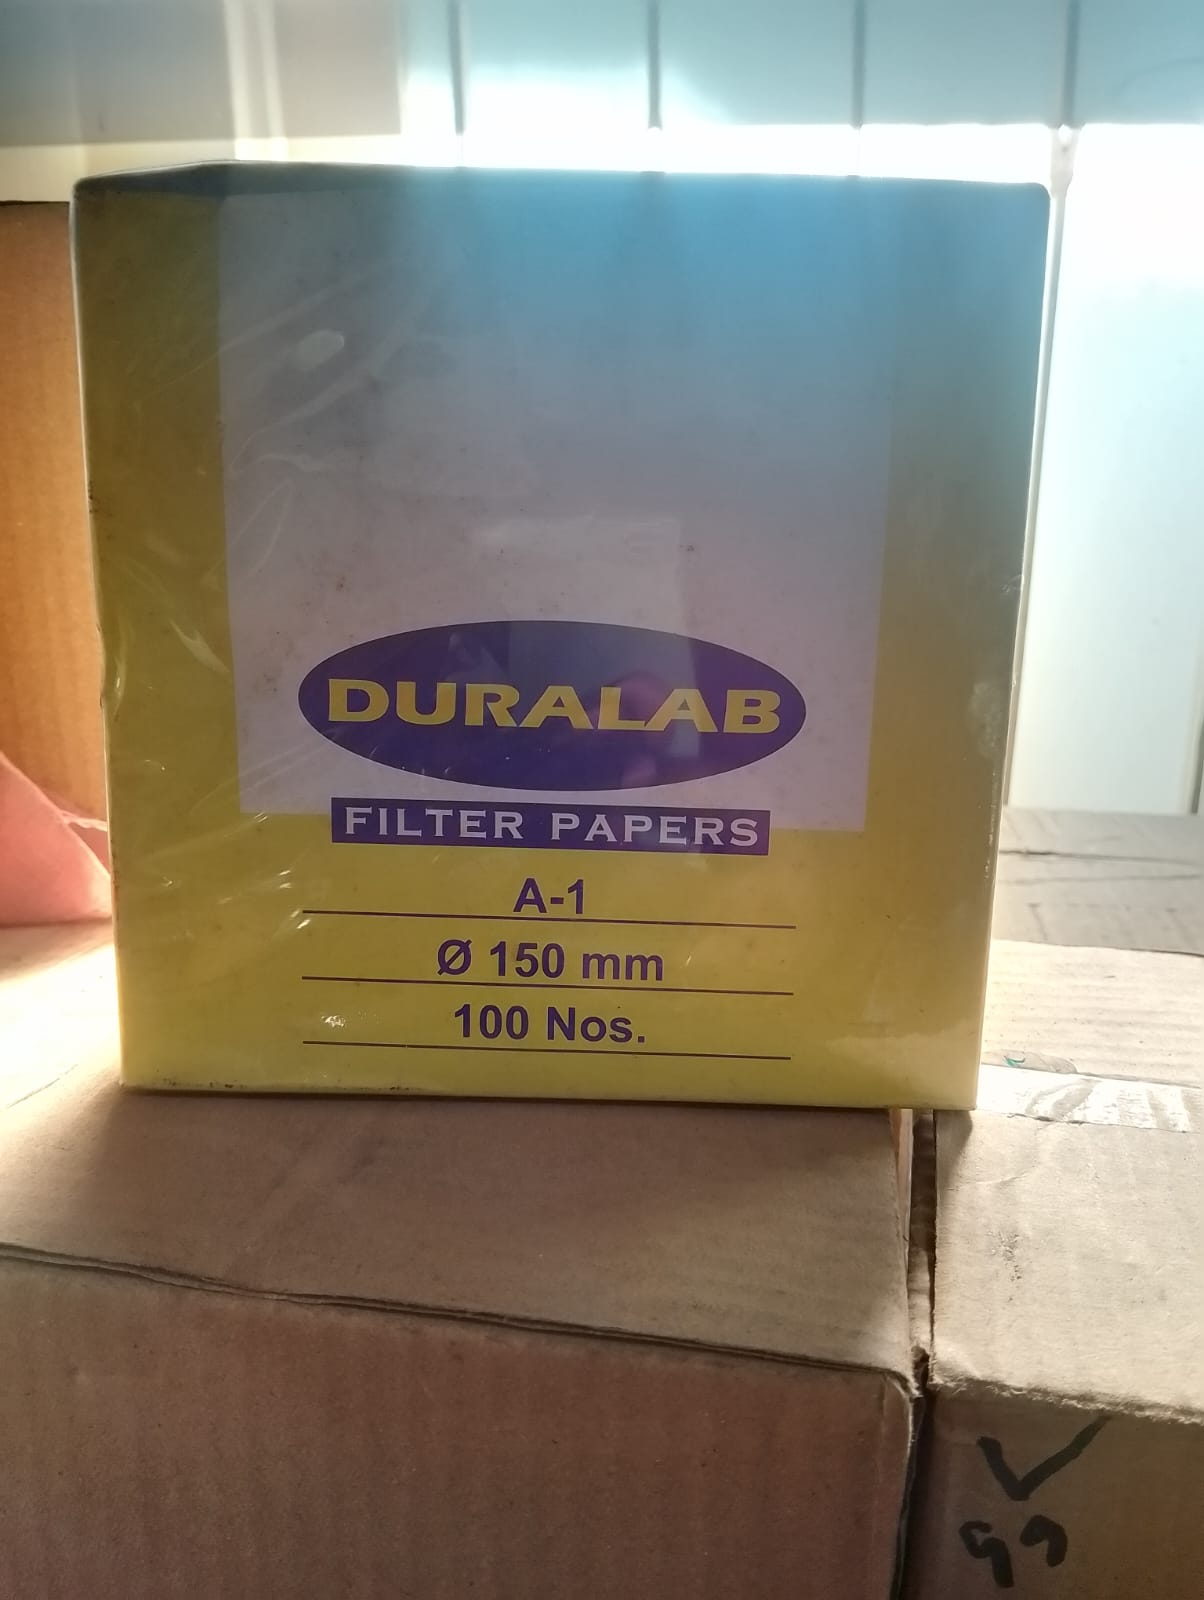 DURALAB
FILTER PAPERS
A-1
Ø 150 mm
100 Nos.